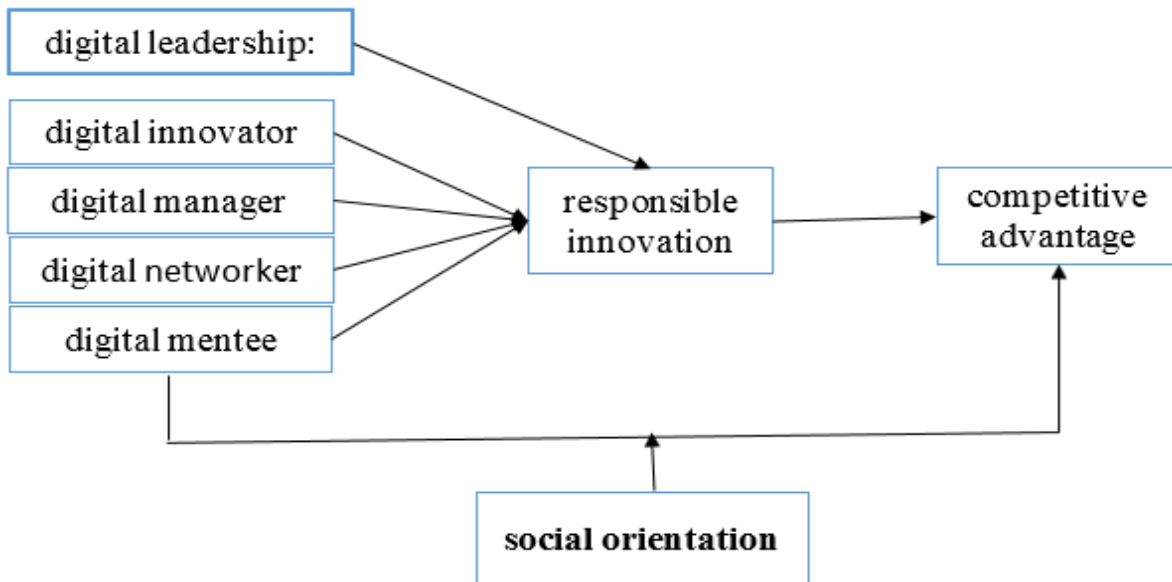 digital leadership:
digital innovator
digital manager
digital networker
digital mentee
responsible
innovation
competitive
advantage
social orientation